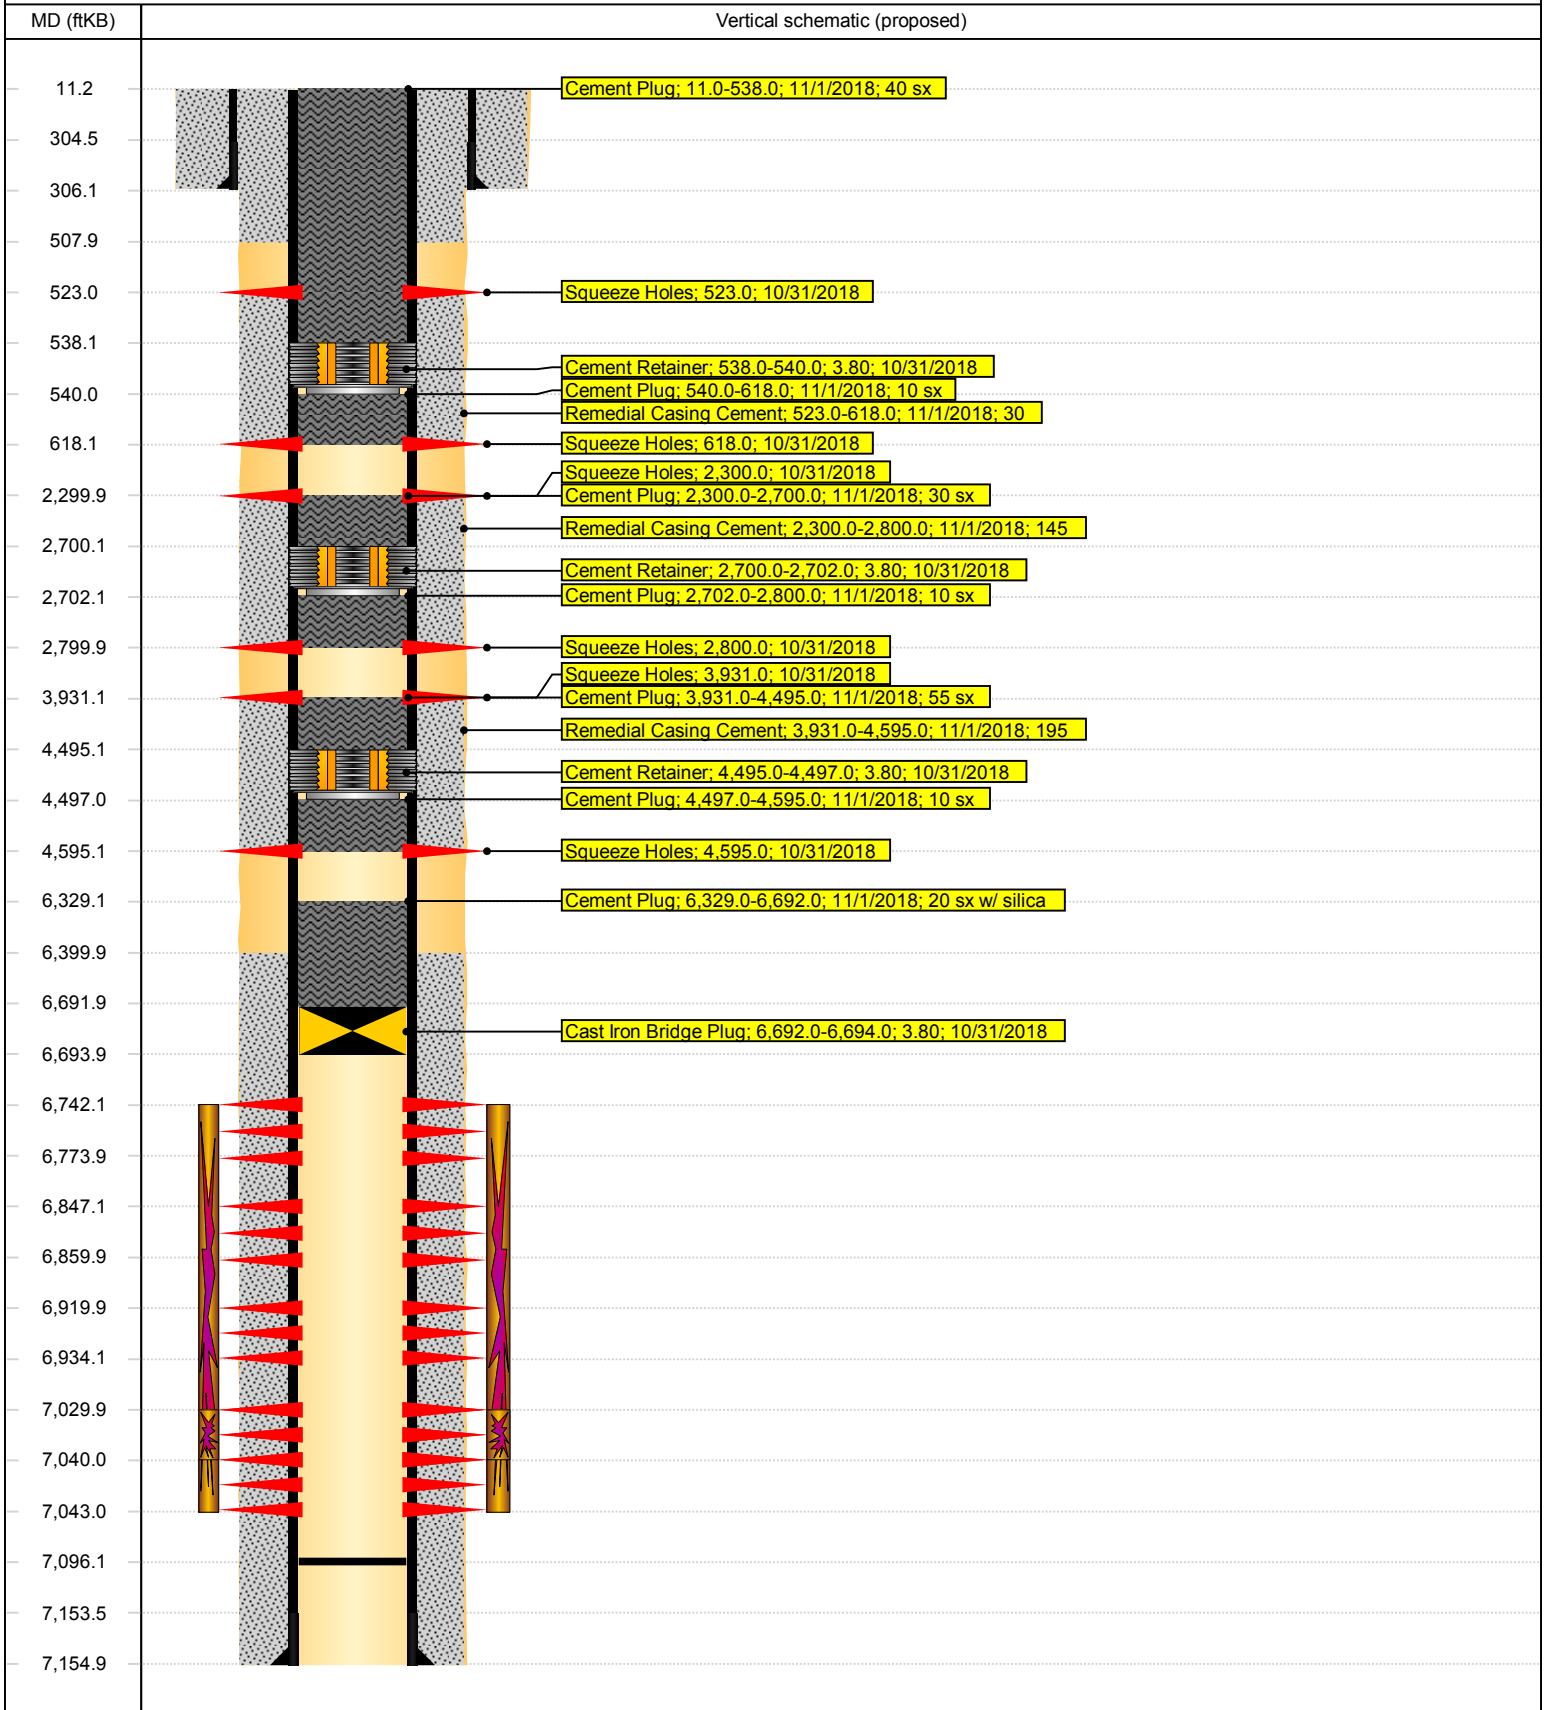 MD (ftKB)
Vertical schematic (proposed)
11.2
Cement Plug; 11.0-538.0; 11/1/2018; 40 sx
304.5
306.1
507.9
523.0
Squeeze Holes; 523.0; 10/31/2018
538.1
Cement Retainer; 538.0-540.0; 3.80; 10/31/2018
540.0
Cement Plug; 540.0-618.0; 11/1/2018; 10 sx
Remedial Casing Cement; 523.0-618.0; 11/1/2018; 30
618.1
Squeeze Holes; 618.0; 10/31/2018
Squeeze Holes; 2,300.0; 10/31/2018
2,299.9
Cement Plug; 2,300.0-2,700.0; 11/1/2018; 30 sx
Remedial Casing Cement; 2,300.0-2,800.0; 11/1/2018; 145
2,700.1
Cement Retainer; 2,700.0-2,702.0; 3.80; 10/31/2018
2,702.1
Cement Plug; 2,702.0-2,800.0; 11/1/2018; 10 sx
2,799.9
Squeeze Holes; 2,800.0; 10/31/2018
Squeeze Holes; 3,931.0; 10/31/2018
3,931.1
Cement Plug; 3,931.0-4,495.0; 11/1/2018; 55 sx
Remedial Casing Cement; 3,931.0-4,595.0; 11/1/2018; 195
4,495.1
Cement Retainer; 4,495.0-4,497.0; 3.80; 10/31/2018
4,497.0
Cement Plug; 4,497.0-4,595.0; 11/1/2018; 10 sx
4,595.1
Squeeze Holes; 4,595.0; 10/31/2018
6,329.1
Cement Plug; 6,329.0-6,692.0; 11/1/2018; 20 sx w/ silica
6,399.9
6,691.9
Cast Iron Bridge Plug; 6,692.0-6,694.0; 3.80; 10/31/2018
6,693.9
6,742.1
6,773.9
6,847.1
6,859.9
6,919.9
6,934.1
7,029.9
7,040.0
7,043.0
7,096.1
7,153.5
7,154.9